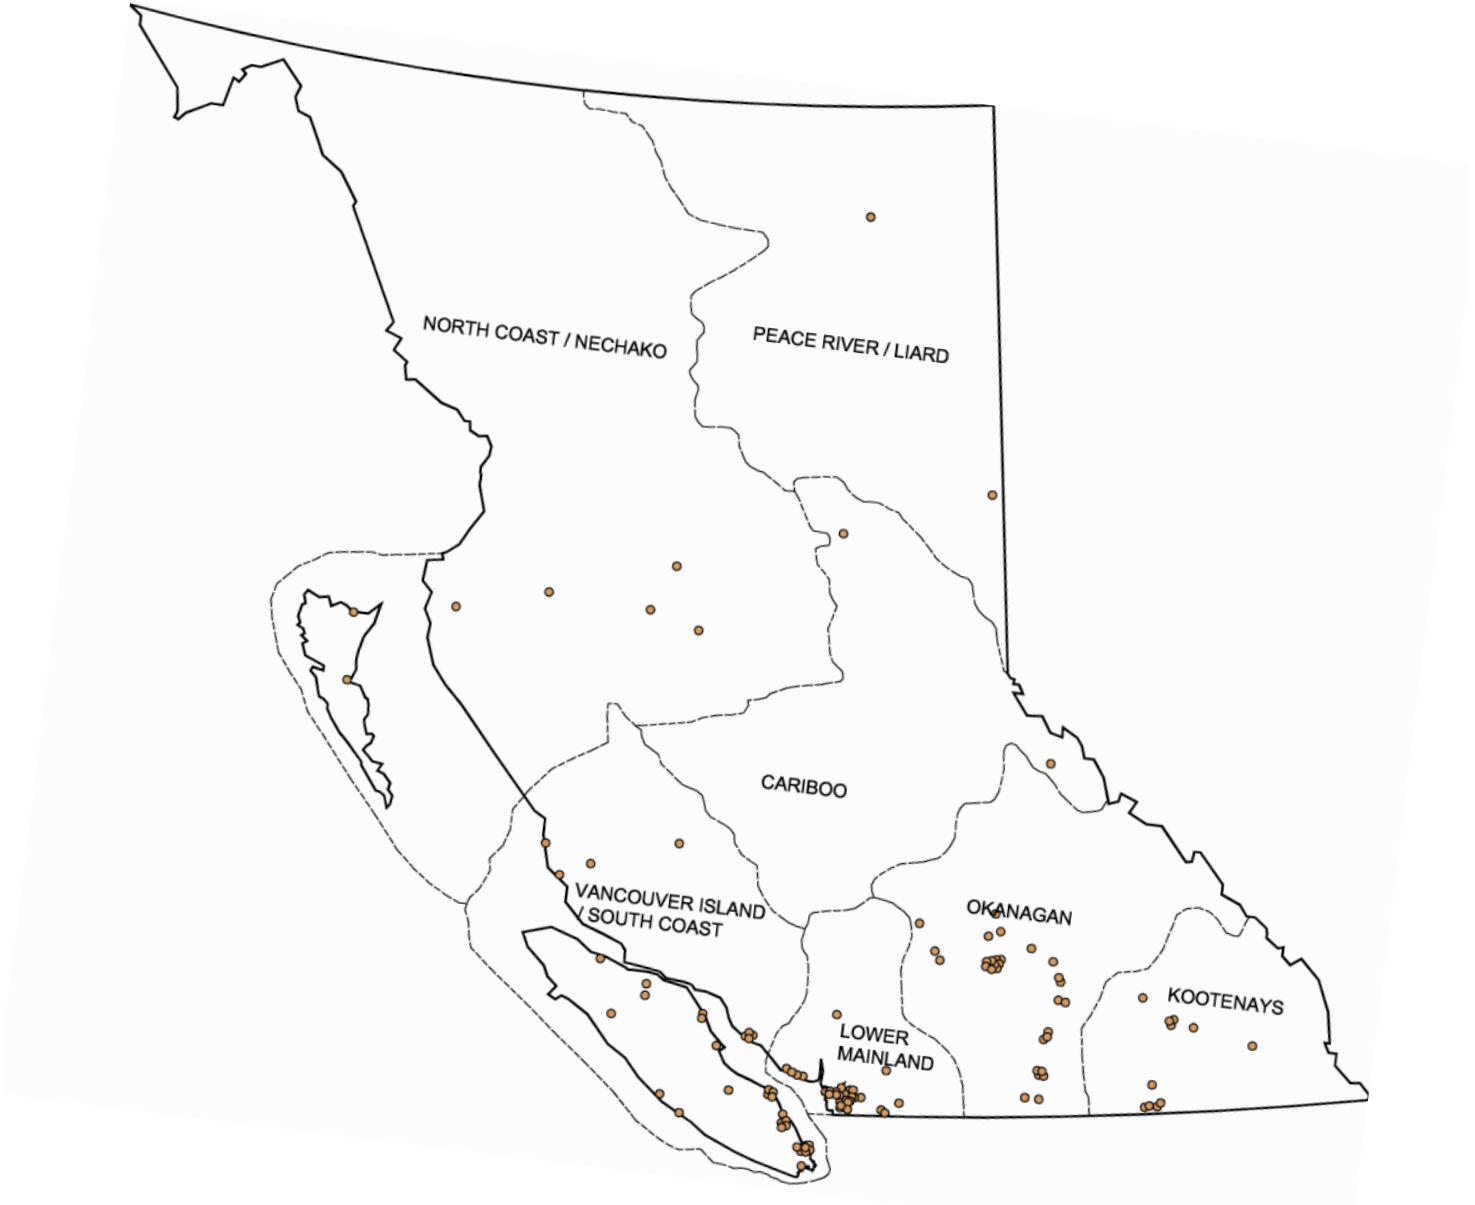 NORTH COAST / NECHAKO
PEACE RIVER / LIARD
CARIBOO
VANCOUVER ISLAND
/ SOUTH COAST
OKANAGAN
KOOTENAYS
LOWER
MAINLAND